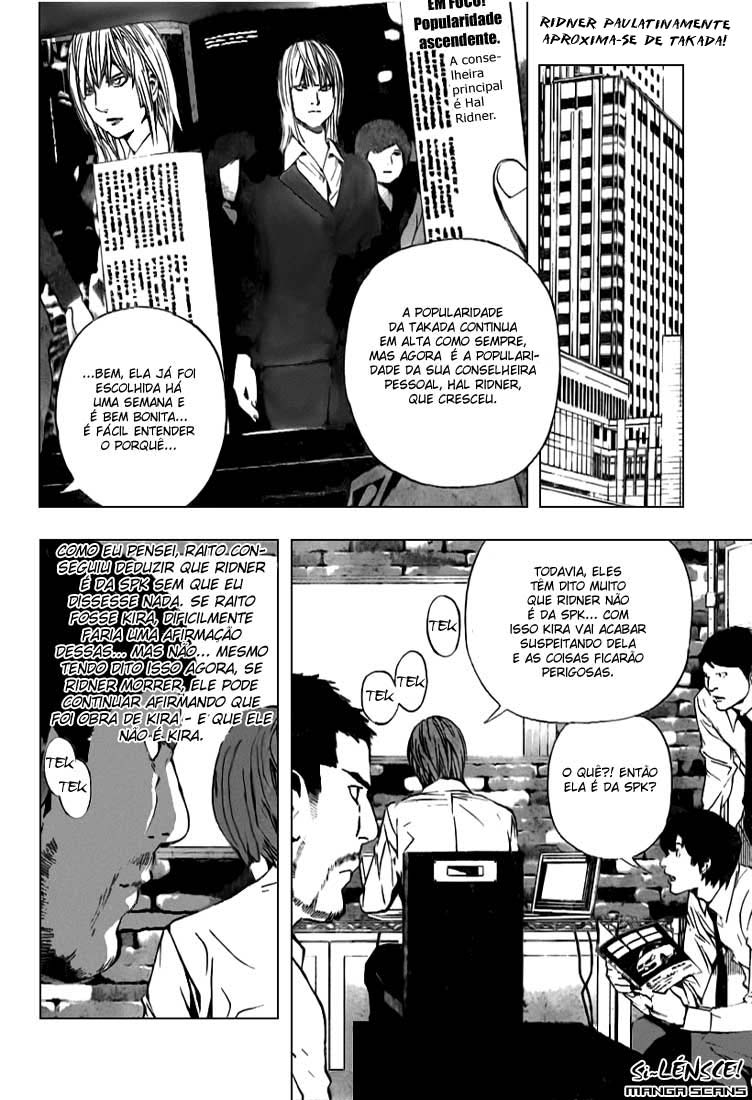 EM FOCO!
Popularidade
ascendente.
A conse-
lheira
principal
é Hal
Ridner.
RIDNER PAULATINAMENTE
APROXIMA-SE DE TAKADA!
A POPULARIDADE
DA TAKADA CONTINUA
EM ALTA COMO SEMPRE,
MAS AGORA É A POPULARI-
DADE DA SUA CONSELHEIRA
PESSOAL, HAL RIDNER,
QUE CRESCEU.
...BEM, ELA JÁ FOI
ESCOLHIDA HÁ
UMA SEMANA E
É BEM BONITA...
É FÁCIL ENTENDER
O PORQUÊ...
COMO EU PENSEI, RAITO CON-
SEGUIU DEDUZIR QUE RIDNER
É DA SPK SEM QUE EU
DISSESSE NADA. SE RAITO
FOSSE KIRA, DIFICILMENTE
FARIA UMA AFIRMAÇÃO
DESSAS... MAS NÃO... MESMO
TENDO DITO ISSO AGORA, SE
RIDNER MORRER, ELE PODE
CONTINUAR AFIRMANDO QUE
FOI OBRA DE KIRA - E QUE ELE
NÃO É KIRA.
TEK
TEK
TODAVIA, ELES
TÊM DITO MUITO
QUE RIDNER NÃO
É DA SPK... COM
ISSO KIRA VAI ACABAR
SUSPEITANDO DELA
E AS COISAS FICARÃO
PERIGOSAS.
TEK
TEK
TEK
O QUÊ?! ENTÃO
ELA É DA SPK?
Si~LÉNSCE!
MANGA SCANS